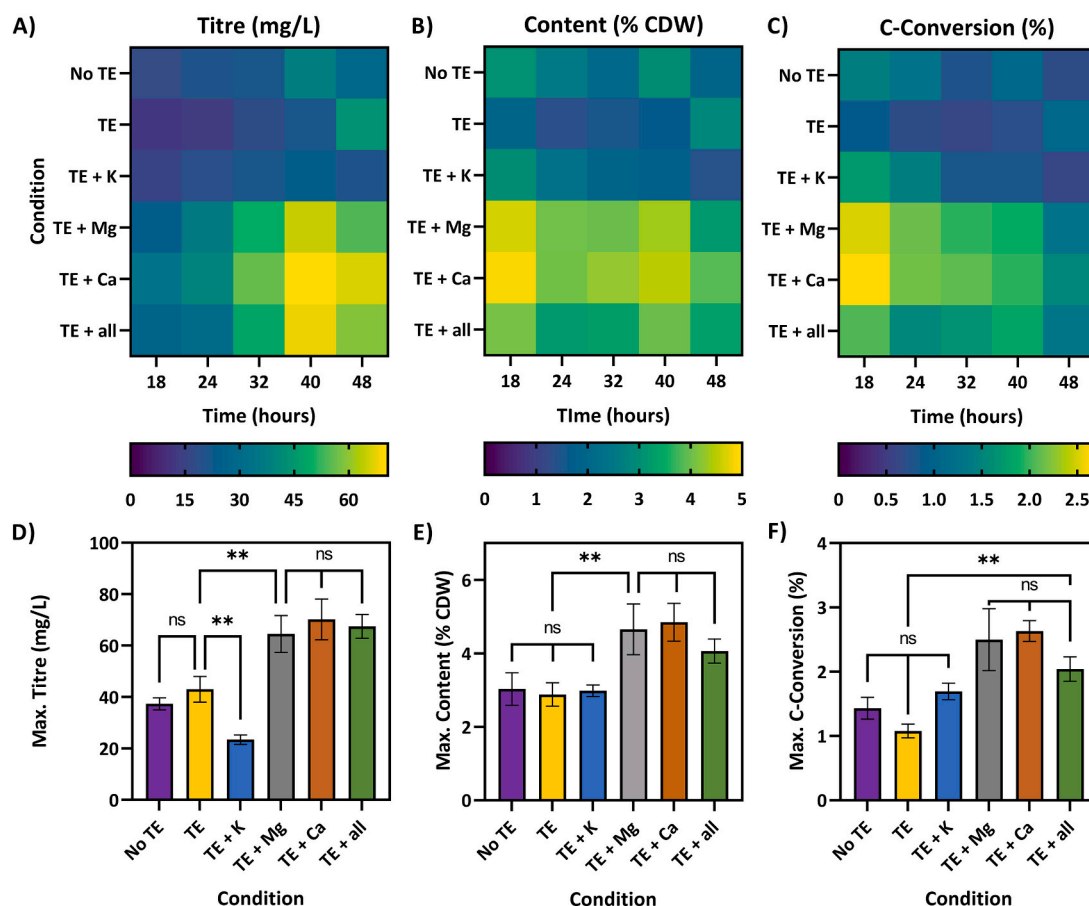 A)
Titre (mg/L)
Condition
No TE
TE
TE + K
TE + Mg
TE + Ca
TE + all
18 24 32 40 48
Time (hours)
0 15 30 45 60
B)
Content (% CDW)
No TE
TE
TE + K
TE + Mg
TE + Ca
TE + all
18 24 32 40 48
TIme (hours)
0 1 2 3 4 5
C)
C-Conversion (%)
No TE
TE
TE + K
TE + Mg
TE + Ca
TE + all
18 24 32 40 48
Time (hours)
0 0.5 1.0 1.5 2.0 2.5
D)
Max. Titre (mg/L)
100
80
60
40
20
0
ns
**
**
ns
No TE TE TE + K TE + Mg TE + Ca TE + all
Condition
E)
Max. Content (% CDW)
6
4
2
0
ns
**
ns
No TE TE TE + K TE + Mg TE + Ca TE + all
Condition
F)
Max. C-Conversion (%)
4
3
2
1
0
ns
**
ns
No TE TE TE + K TE + Mg TE + Ca TE + all
Condition